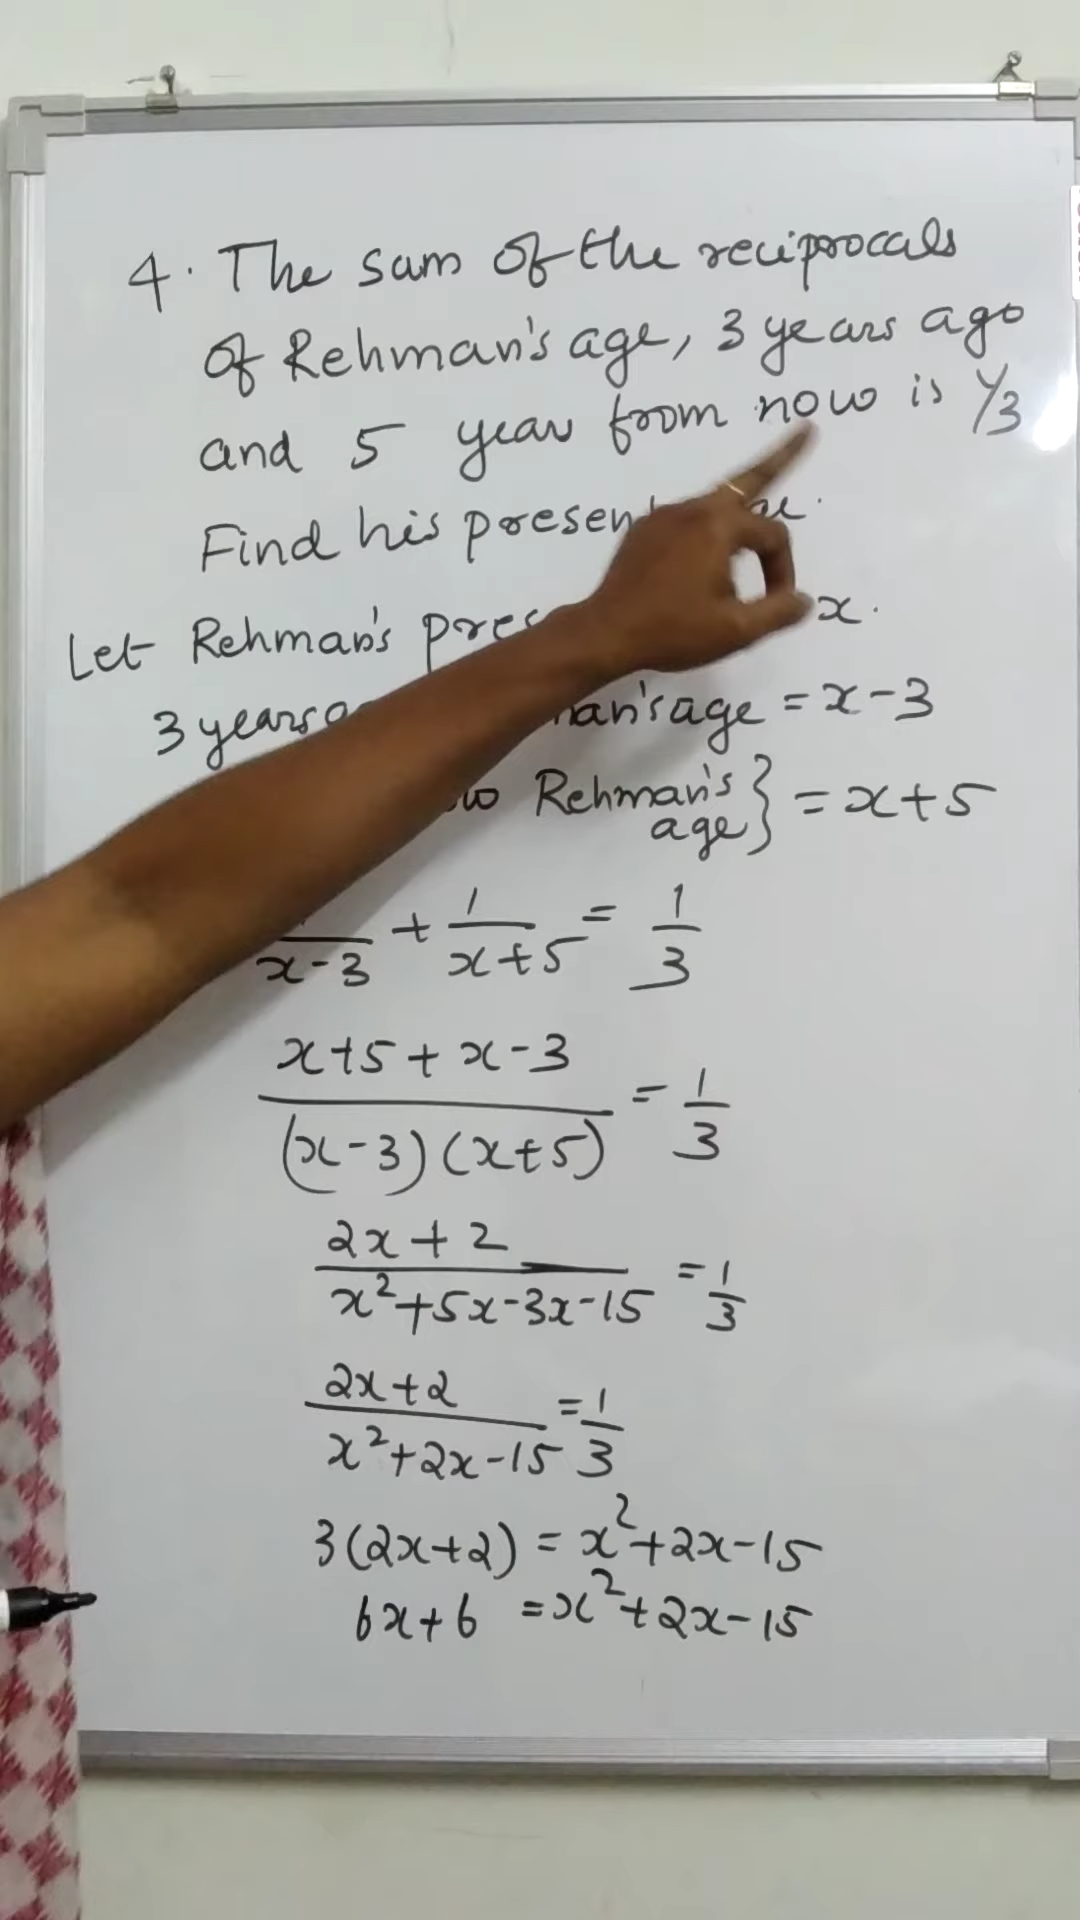 4. The sum of the reciprocals
of Rehman's age, 3 years ago
and 5 year from now is 1/3
Find his present
Let Rehman's x.
3 years age = x-3
Rehman's age} = x+5
x-3 + 1/x+5 = 1/3
x+5+x-3/(x-3)(x+5) = 1/3
2x+2/x²+5x-3x-15 = 1/3
2x+2/x²+2x-15 = 1/3
3(2x+2) = x²+2x-15
6x+6 = x²+2x-15